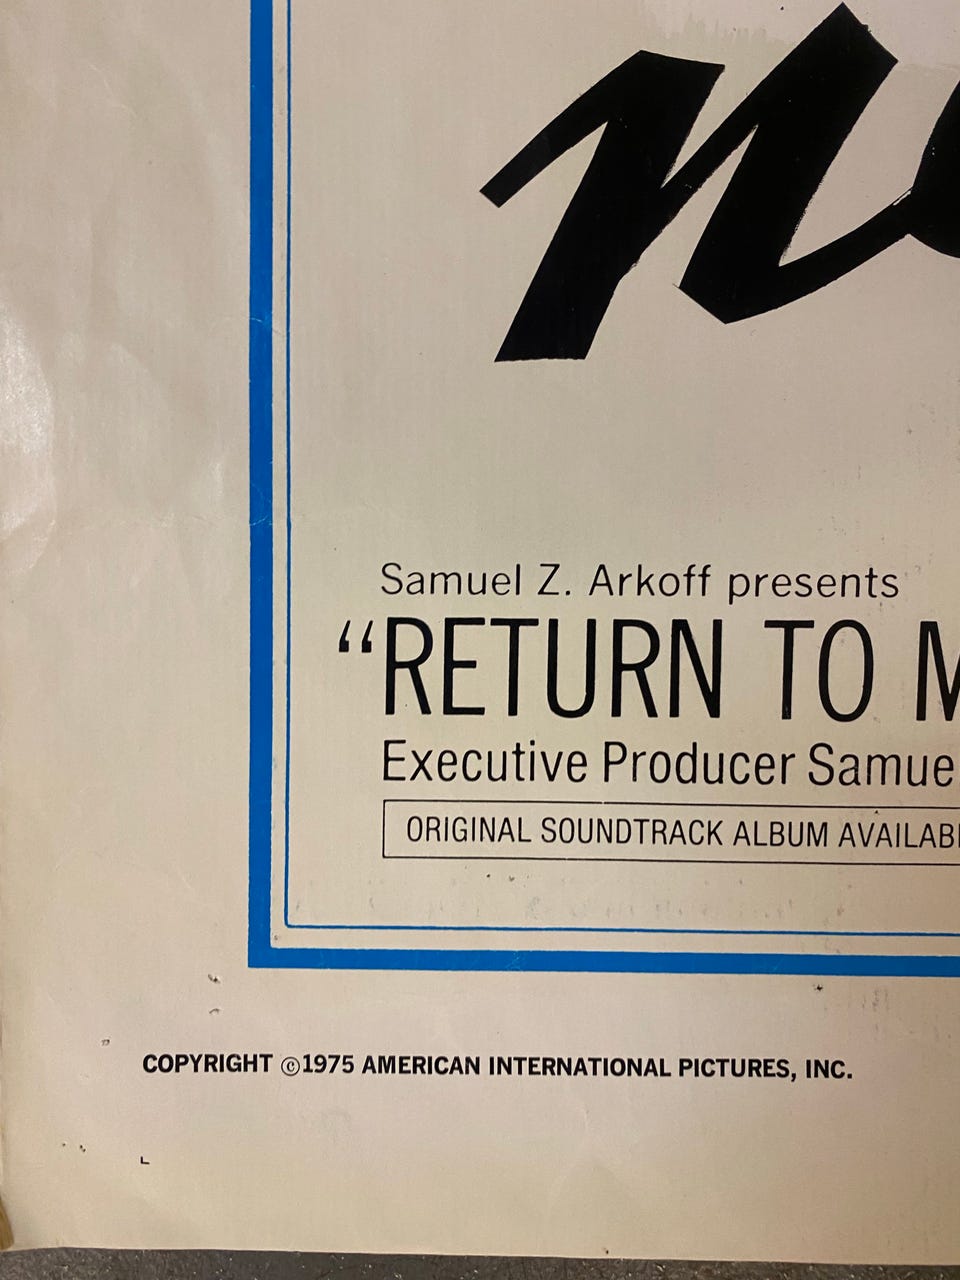 Samuel Z. Arkoff presents
“RETURN TO M
Executive Producer Samue
ORIGINAL SOUNDTRACK ALBUM AVAILAB
COPYRIGHT ©1975 AMERICAN INTERNATIONAL PICTURES, INC.